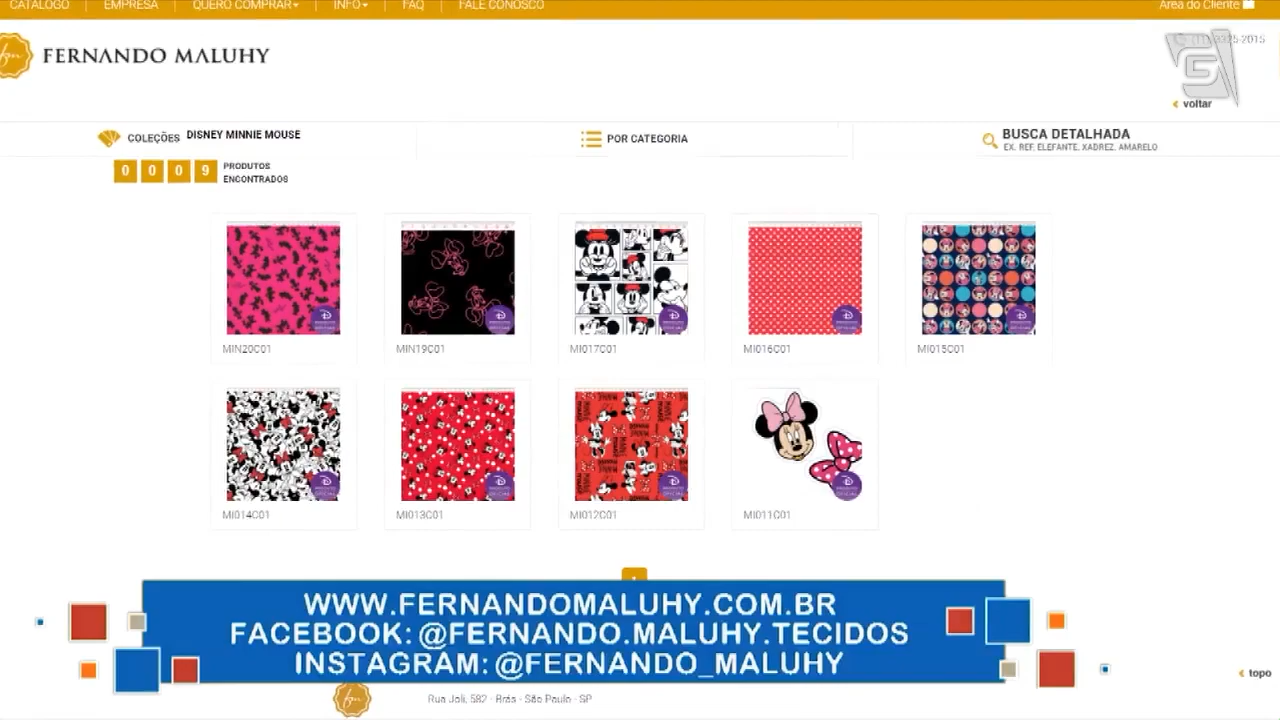 CATÁLOGO
EMPRESA
QUERO COMPRAR
INFO
FAQ
FALE CONOSCO
Área do Cliente
FERNANDO MALUHY
voltar
COLEÇÕES DISNEY MINNIE MOUSE
POR CATEGORIA
BUSCA DETALHADA
EX. REF. ELEFANTE, XADREZ, AMARELO
0 0 0 9
PRODUTOS
ENCONTRADOS
MIN20C01
MIN19C01
MI017C01
MI016C01
MI015C01
MI014C01
MI013C01
MI012C01
MI011C01
WWW.FERNANDOMALUHY.COM.BR
FACEBOOK: @FERNANDO.MALUHY.TECIDOS
INSTAGRAM: @FERNANDO_MALUHY
topo
Rua Joli, 582 - Brás - São Paulo - SP